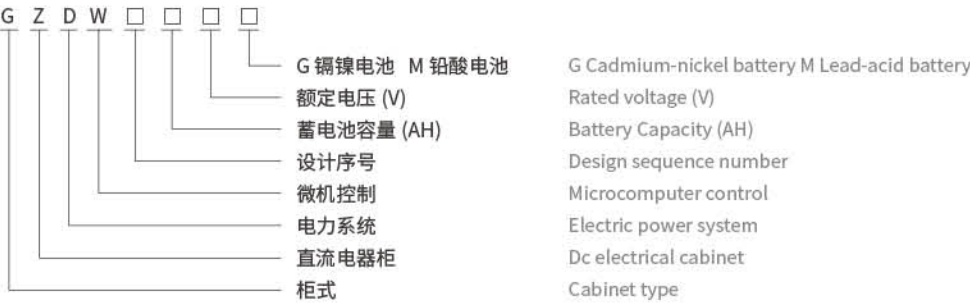 G Z D W □ □ □ □
G 镉镍电池 M 铅酸电池 G Cadmium-nickel battery M Lead-acid battery
额定电压 (V) Rated voltage (V)
蓄电池容量 (AH) Battery Capacity (AH)
设计序号 Design sequence number
微机控制 Microcomputer control
电力系统 Electric power system
直流电器柜 Dc electrical cabinet
柜式 Cabinet type